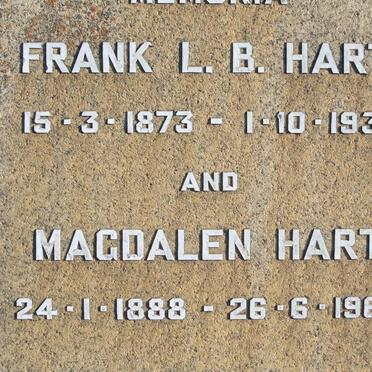 FRANK L. B. HART
15 · 3 · 1873 - 1 · 10 · 193
AND
MAGDALEN HART
24 · 1 · 1888 - 26 · 6 · 196